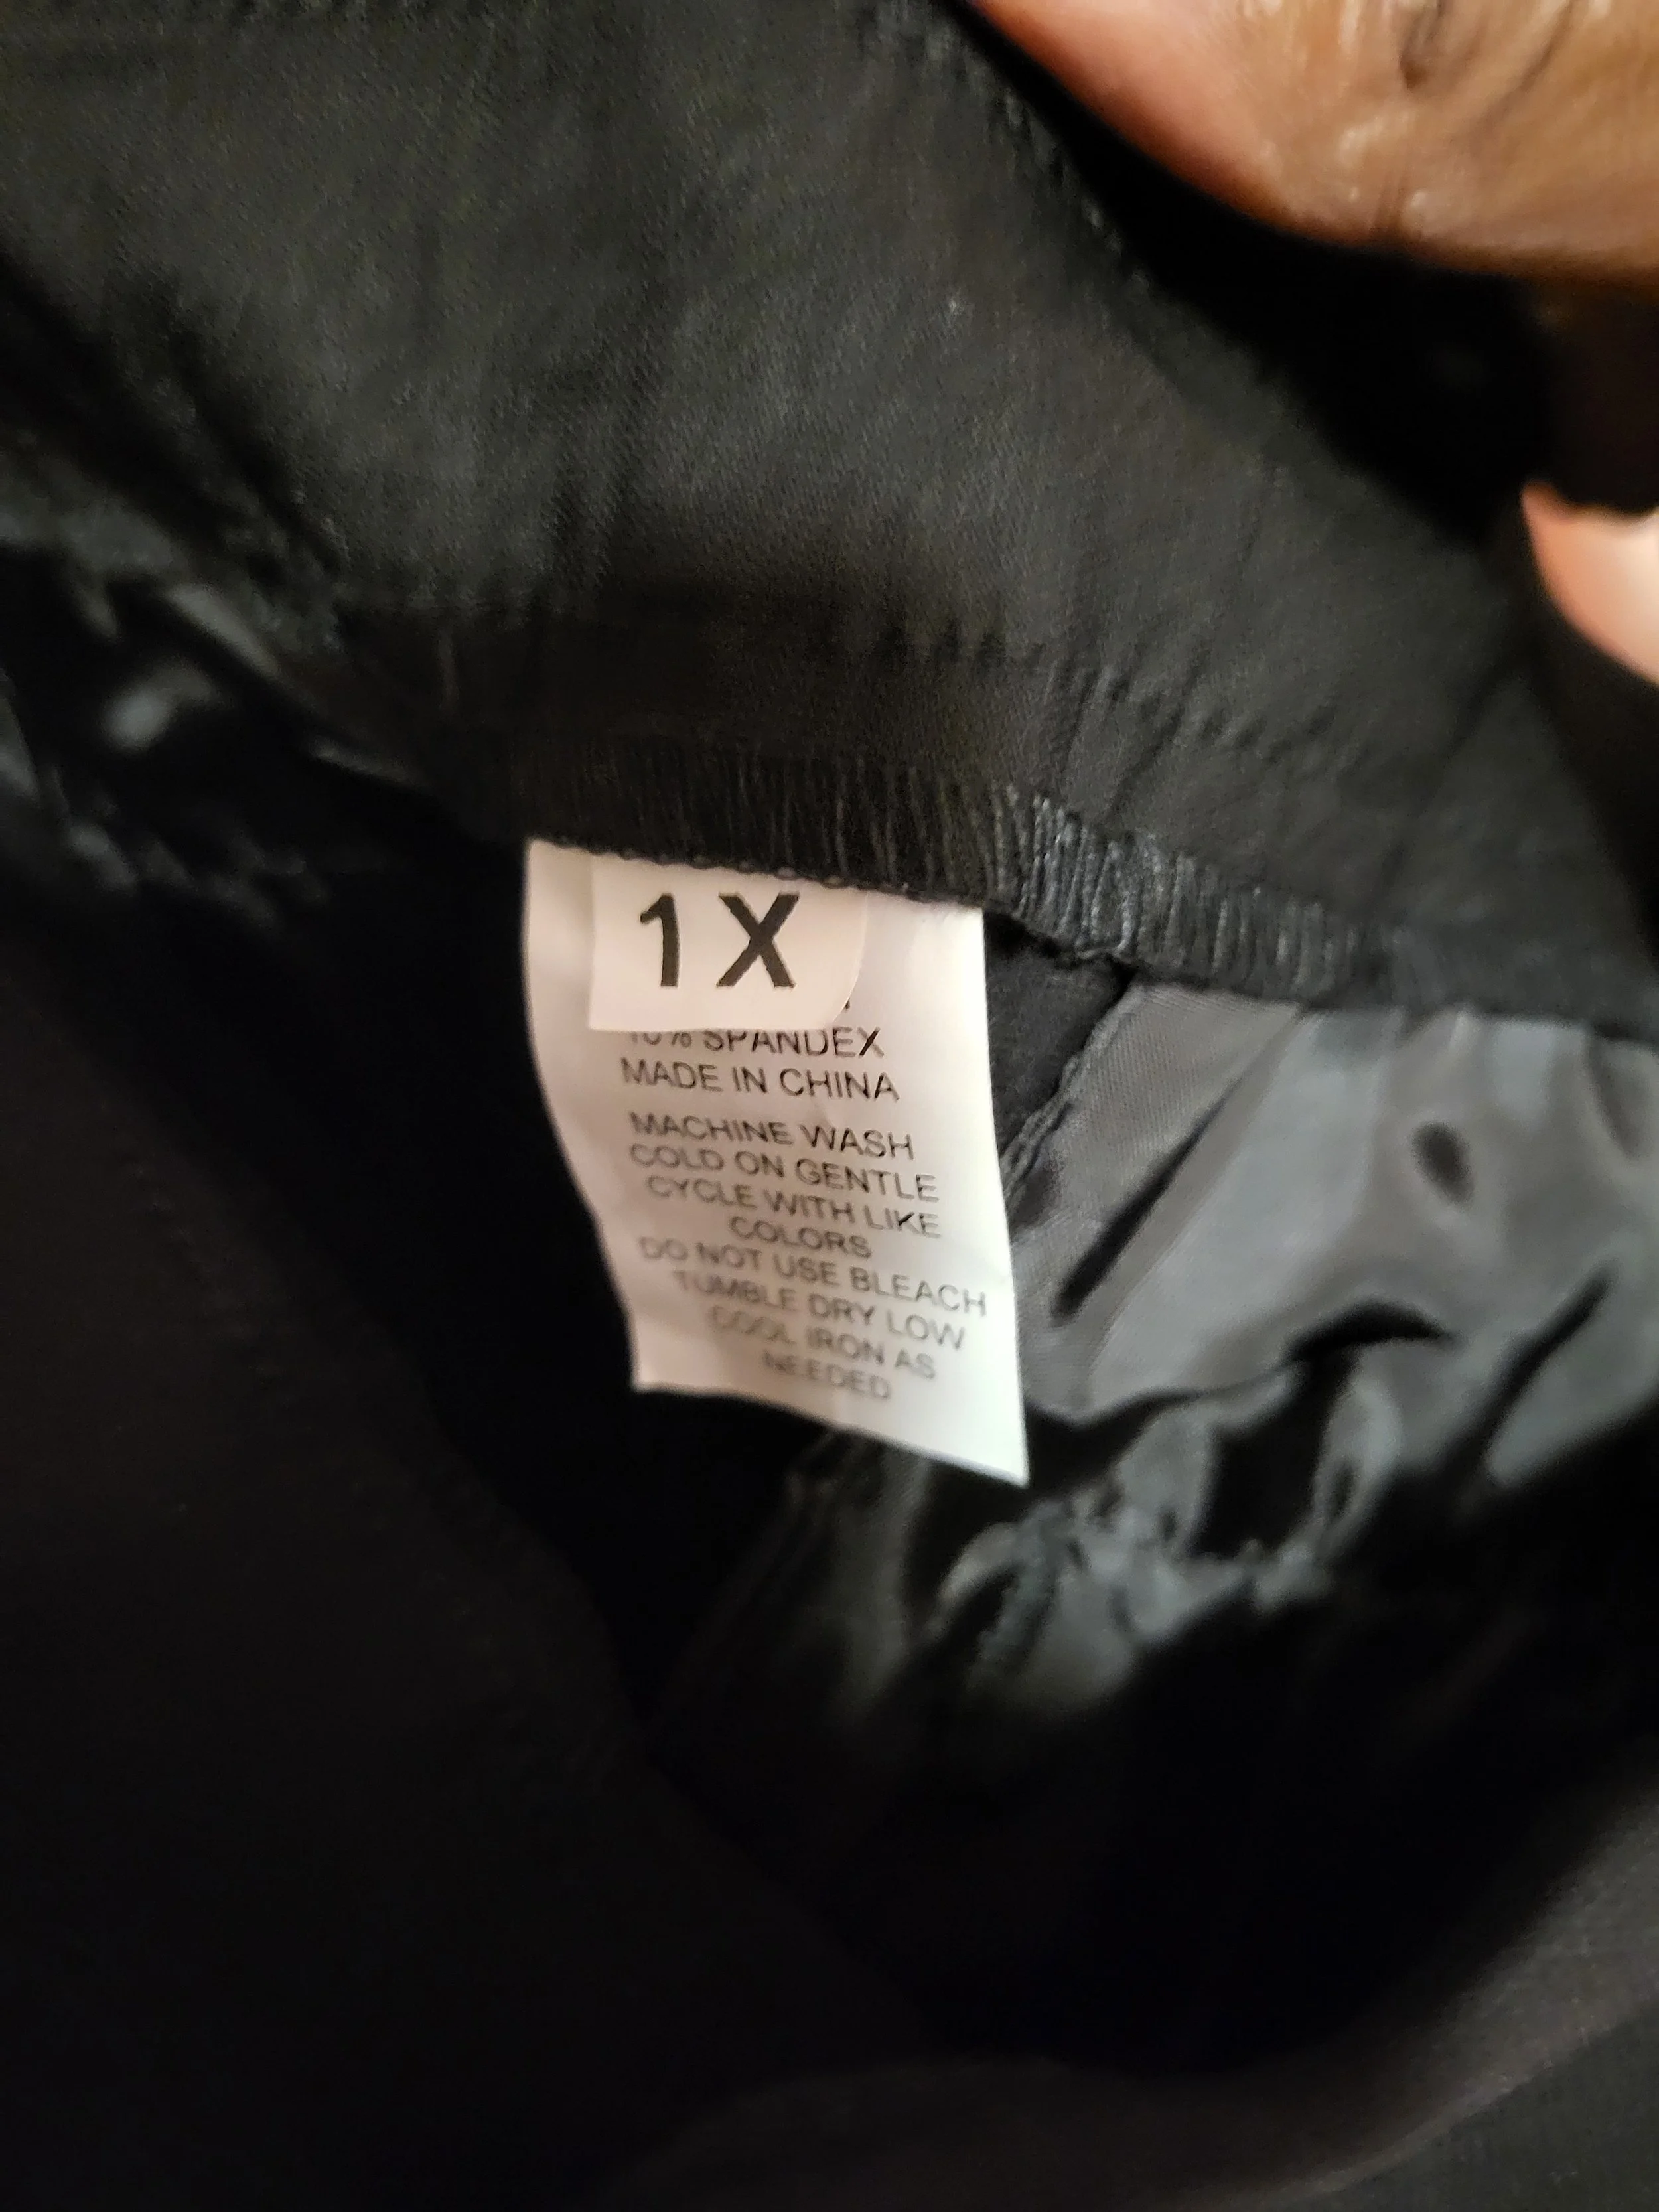 1X
SPANDEX
MADE IN CHINA
MACHINE WASH
COLD ON GENTLE
CYCLE WITH LIKE
COLORS
DO NOT USE BLEACH
TUMBLE DRY LOW
COOL IRON AS
NEEDED